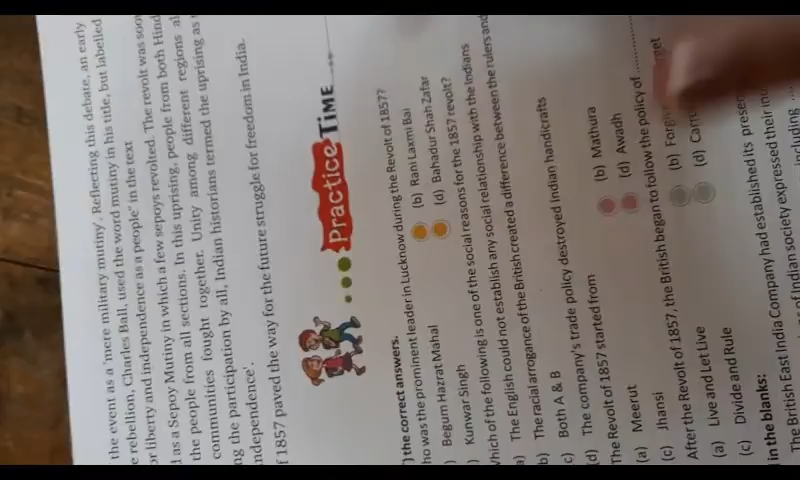 the event as a 'mere military mutiny'. Reflecting this debate, an early
rebellion, Charles Ball, used the word mutiny in his title, but labelled
or liberty and independence as a people" in the text
as a Sepoy Mutiny in which a few sepoys revolted. The revolt was
the people from all sections. In this uprising, people from both
communities fought together. Unity among different regions
the participation by all, Indian historians termed the uprising as
independence'.
1857 paved the way for the future struggle for freedom in India.
Practice TIME
the correct answers.
was the prominent leader in Lucknow during the Revolt of 1857?
Begum Hazrat Mahal (b) Rani Laxmi Bai
Kunwar Singh (d) Bahadur Shah Zafar
Which of the following is one of the social reasons for the 1857 revolt?
The English could not establish any social relationship with the Indians
b) The racial arrogance of the British created a difference between the rulers and
c) Both A & B
(d) The company's trade policy destroyed Indian handicrafts
The Revolt of 1857 started from
(a) Meerut (b) Mathura
(c) Jhansi (d) Awadh
After the Revolt of 1857, the British began to follow the policy of ..............
(a) Live and Let Live (b)
(c) Divide and Rule (d)
in the blanks:
The British East India Company had established its
of Indian society expressed their
including ....